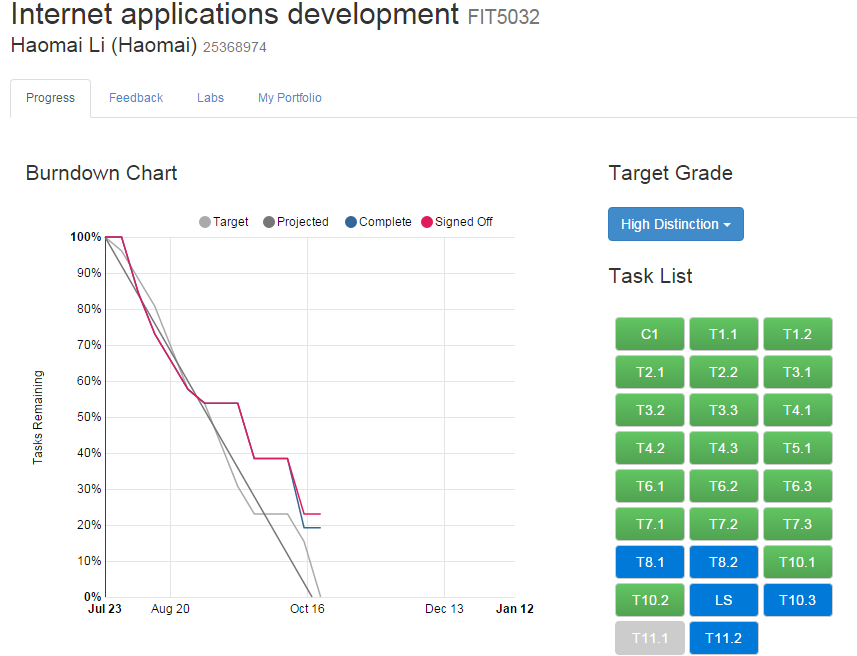 Internet applications development FIT5032
Haomai Li (Haomai) 25368974
Progress Feedback Labs My Portfolio
Burndown Chart
Target Projected Complete Signed Off
100%
90%
80%
70%
60%
50%
40%
30%
20%
10%
0%
Tasks Remaining
Jul 23 Aug 20 Oct 16 Dec 13 Jan 12
Target Grade
High Distinction
Task List
C1 T1.1 T1.2
T2.1 T2.2 T3.1
T3.2 T3.3 T4.1
T4.2 T4.3 T5.1
T6.1 T6.2 T6.3
T7.1 T7.2 T7.3
T8.1 T8.2 T10.1
T10.2 LS T10.3
T11.1 T11.2